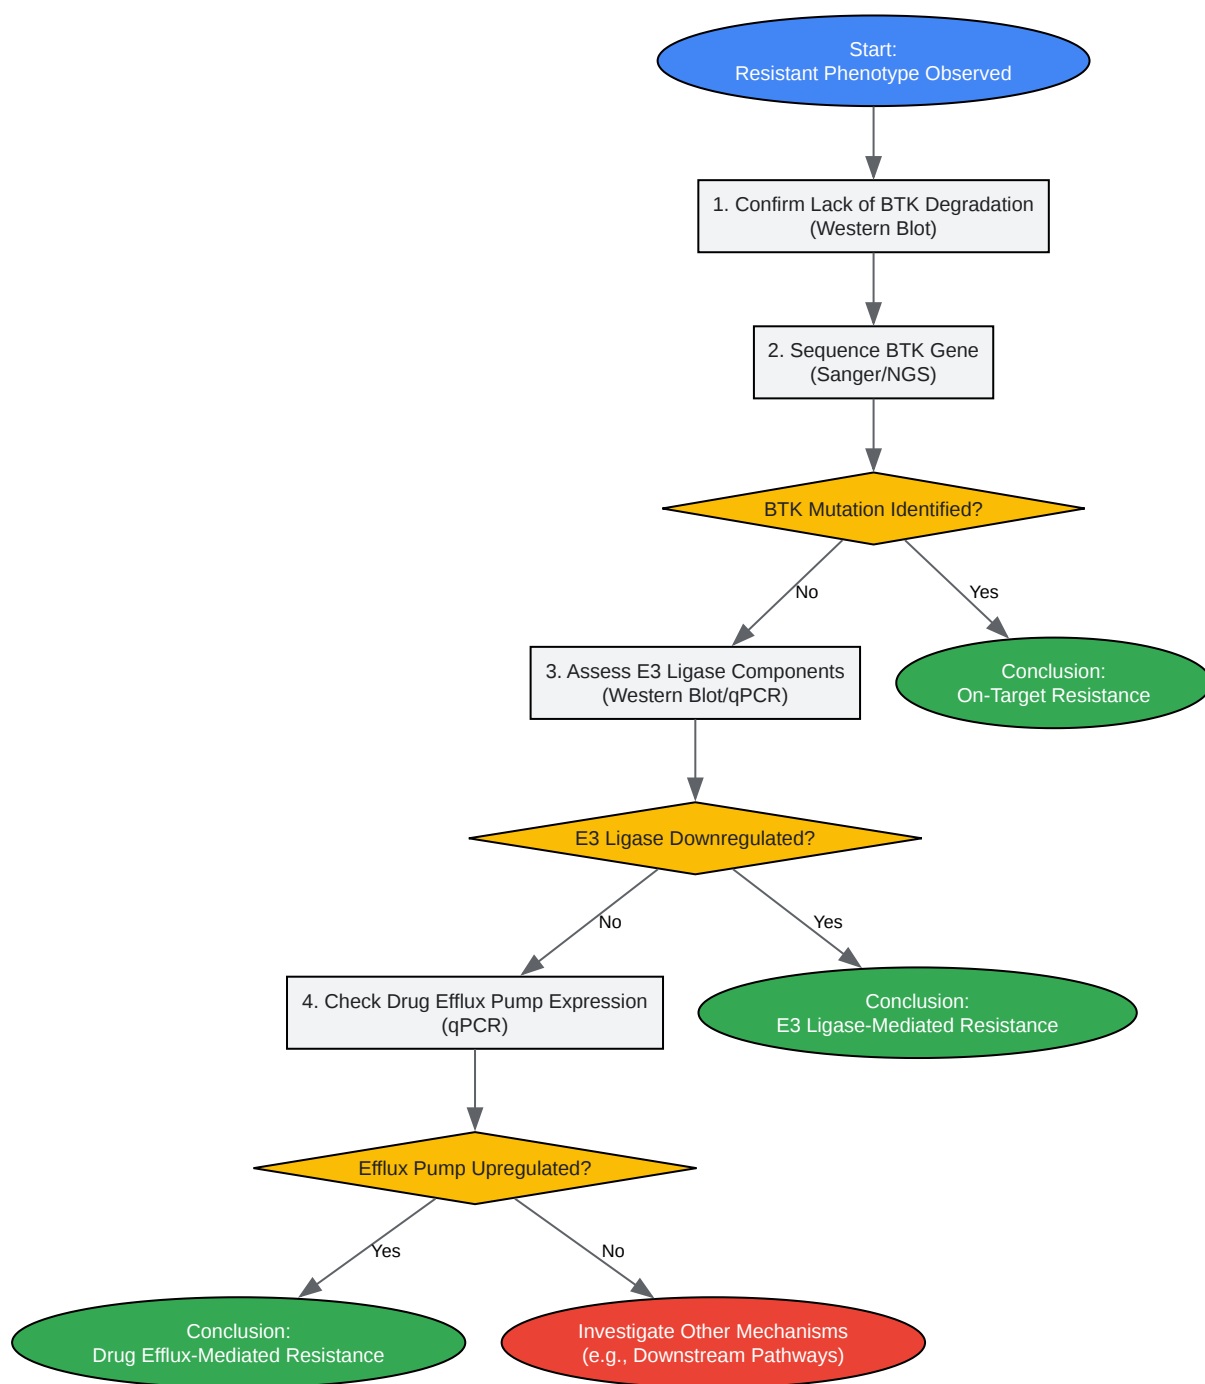 Start:
Resistant Phenotype Observed
1. Confirm Lack of BTK Degradation
(Western Blot)
2. Sequence BTK Gene
(Sanger/NGS)
BTK Mutation Identified?
No
Yes
3. Assess E3 Ligase Components
(Western Blot/qPCR)
Conclusion:
On-Target Resistance
E3 Ligase Downregulated?
No
Yes
4. Check Drug Efflux Pump Expression
(qPCR)
Conclusion:
E3 Ligase-Mediated Resistance
Efflux Pump Upregulated?
Yes
No
Conclusion:
Drug Efflux-Mediated Resistance
Investigate Other Mechanisms
(e.g., Downstream Pathways)